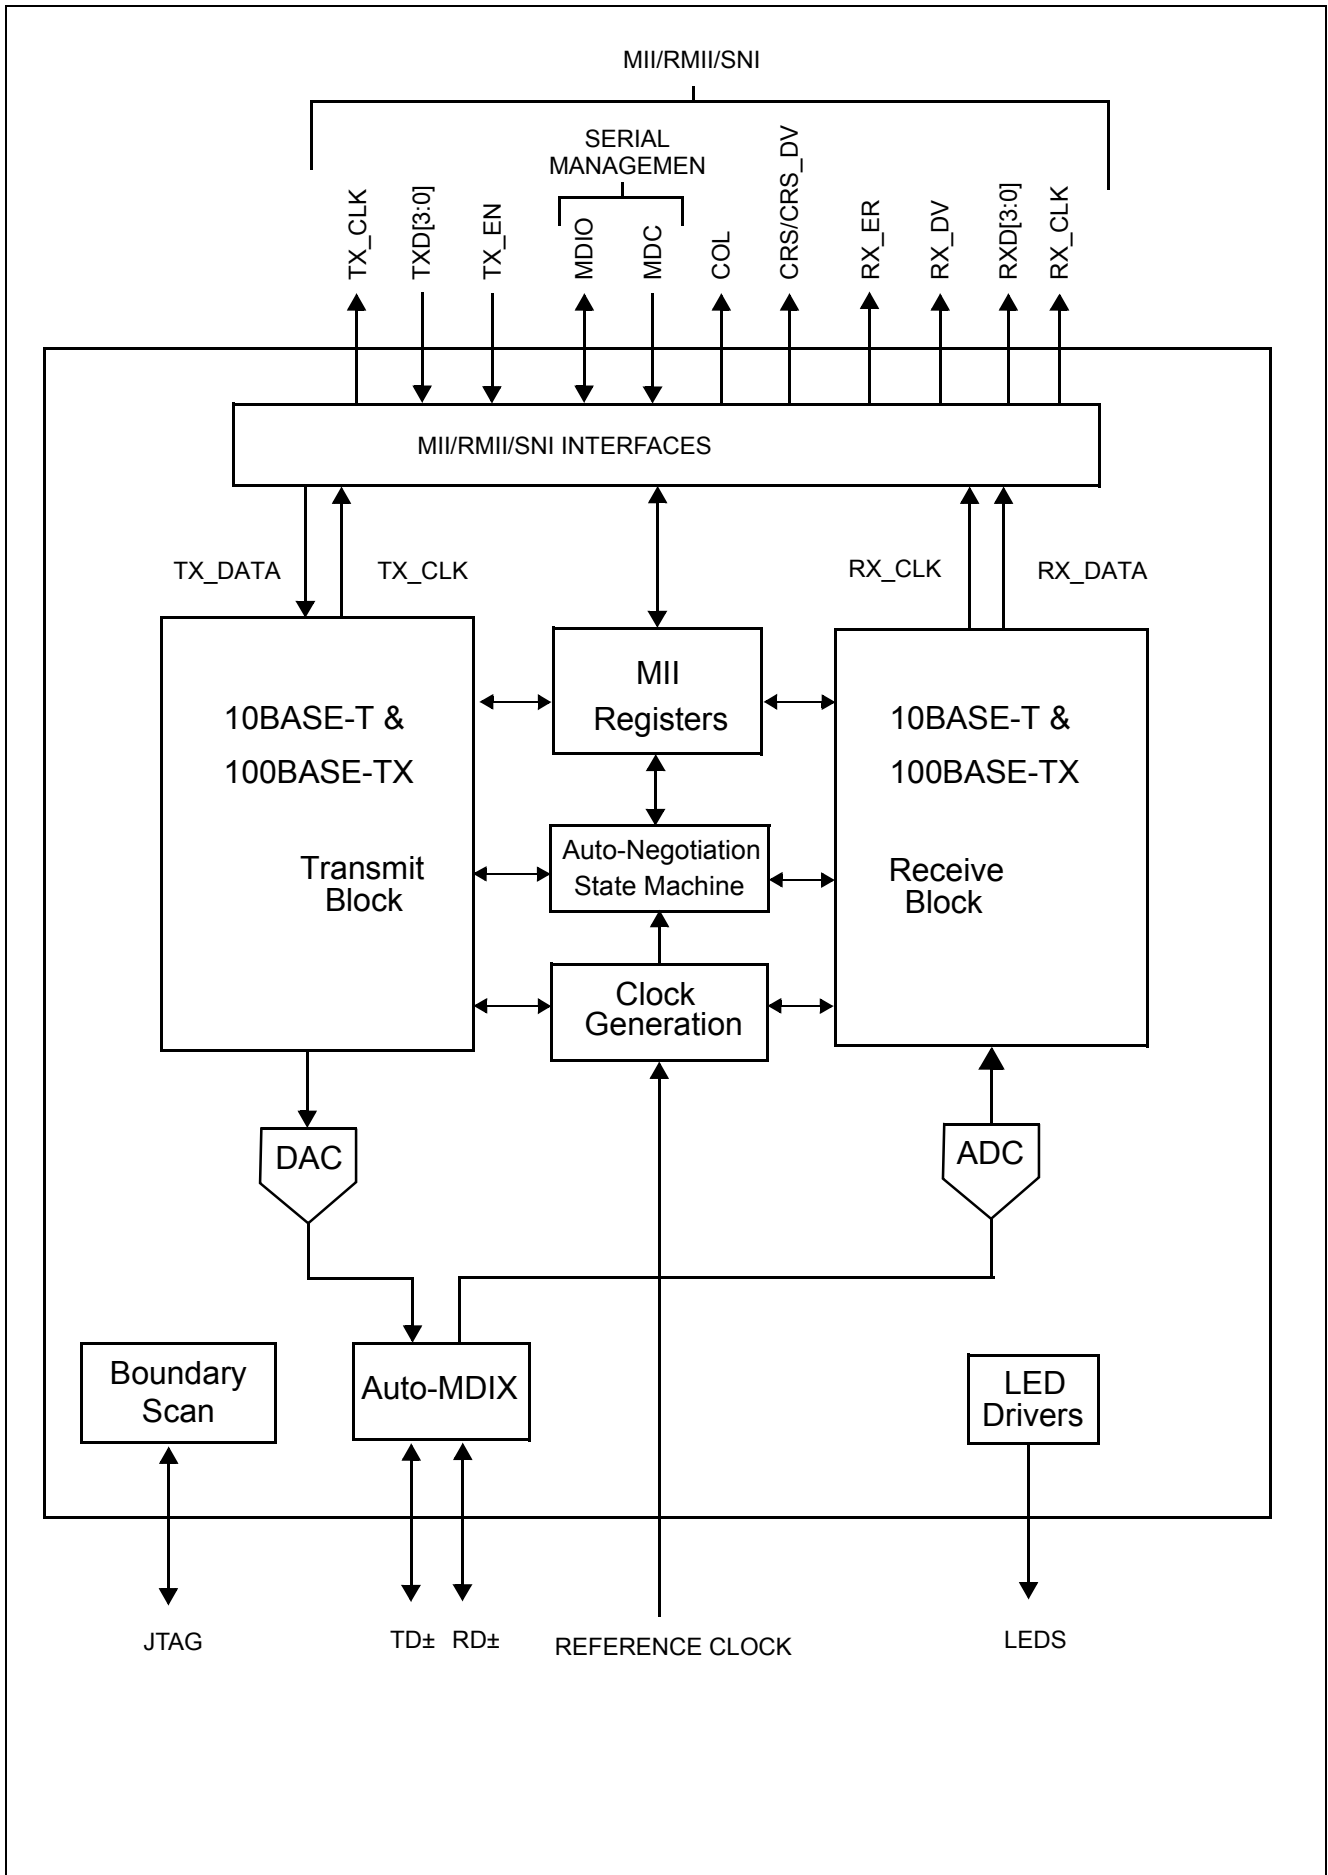 MII/RMII/SNI
SERIAL
MANAGEMEN
TX_CLK
TXD[3:0]
TX_EN
MDIO
MDC
COL
CRS/CRS_DV
RX_ER
RX_DV
RXD[3:0]
RX_CLK
MII/RMII/SNI INTERFACES
TX_DATA
TX_CLK
RX_CLK
RX_DATA
10BASE-T &
100BASE-TX
Transmit
Block
MII
Registers
Auto-Negotiation
State Machine
Clock
Generation
10BASE-T &
100BASE-TX
Receive
Block
DAC
ADC
Boundary
Scan
Auto-MDIX
LED
Drivers
JTAG
TD±
RD±
REFERENCE CLOCK
LEDS